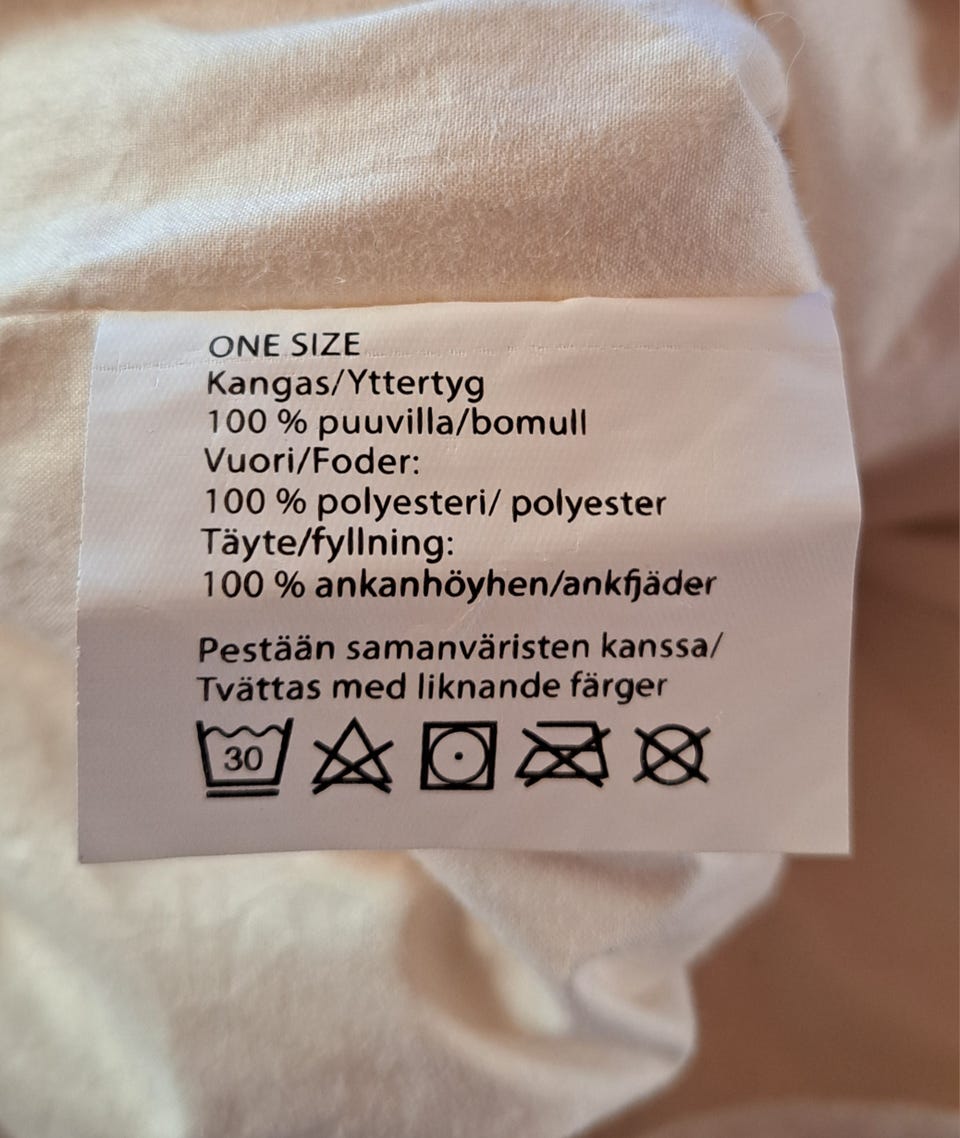 ONE SIZE
Kangas/Yttertyg
100 % puuvilla/bomull
Vuori/Foder:
100 % polyesteri/ polyester
Täyte/fyllning:
100 % ankanhöyhen/ankfjäder
Pestään samanväristen kanssa/
Tvättas med liknande färger
30